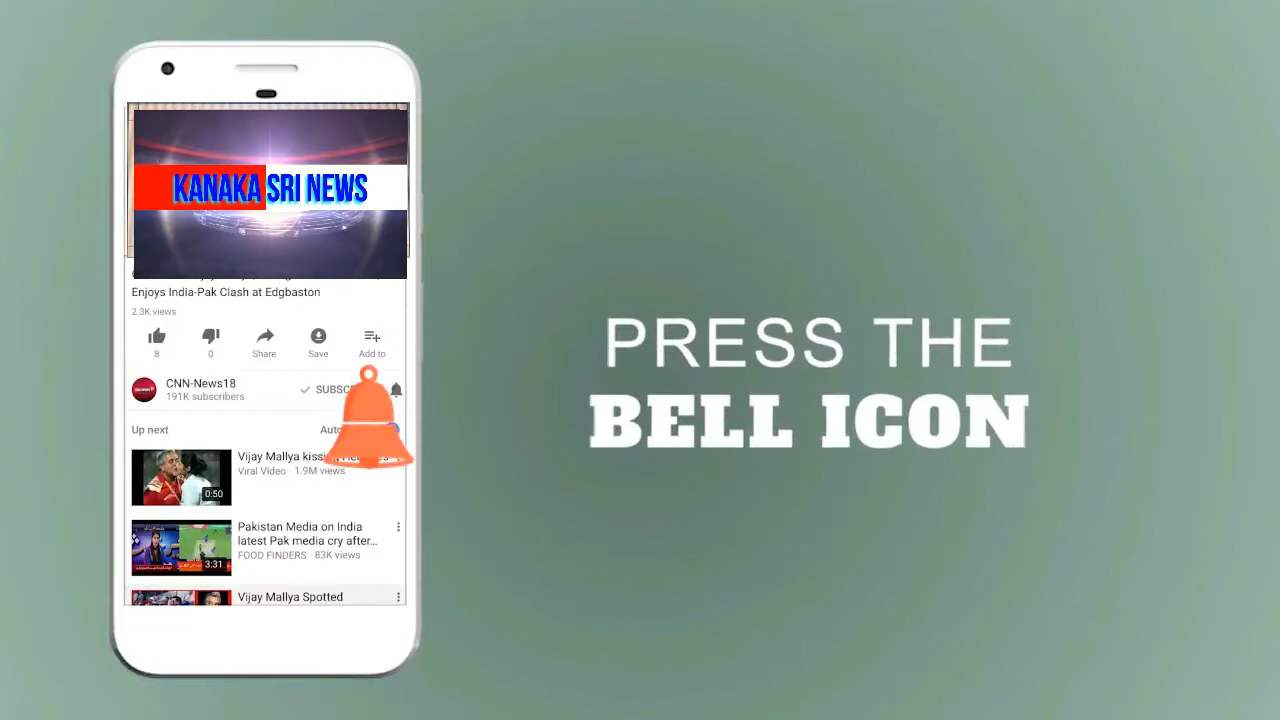 KANAKA SRI NEWS
Enjoys India-Pak Clash at Edgbaston
2.3K views
8
0
Share
Save
Add to
CNN-News18
191K subscribers
Up next
Vijay Mallya
Viral Video · 1.9M views
0:50
Pakistan Media on India
latest Pak media cry after...
FOOD FINDERS · 83K views
3:31
Vijay Mallya Spotted
PRESS THE
BELL ICON